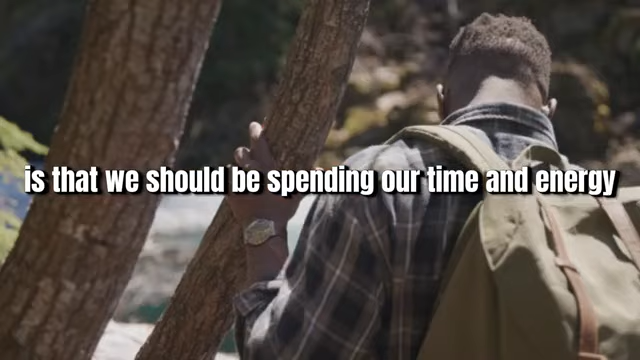 is that we should be spending our time and energy